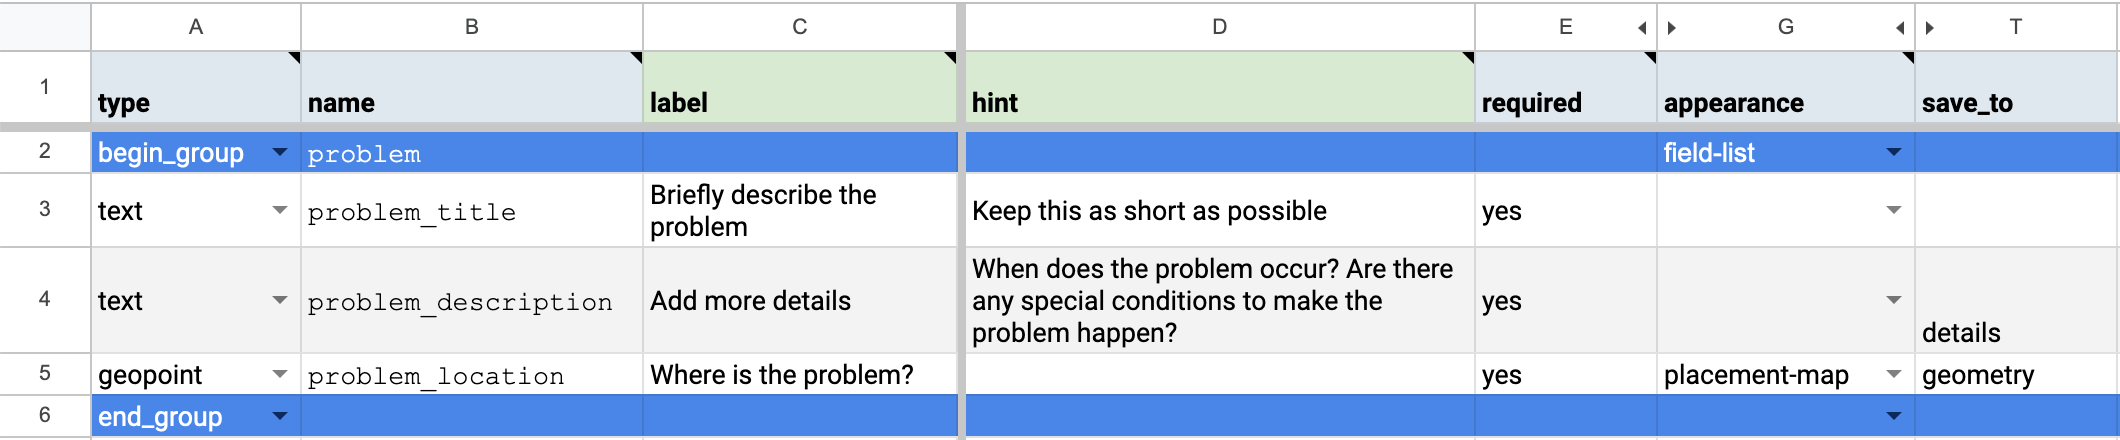 A B C D E G T
1 type name label hint required appearance save_to
2 begin_group problem field-list
3 text problem_title Briefly describe the
problem Keep this as short as possible yes
4 text problem_description Add more details When does the problem occur? Are there
any special conditions to make the
problem happen? yes details
5 geopoint problem_location Where is the problem? yes placement-map geometry
6 end_group